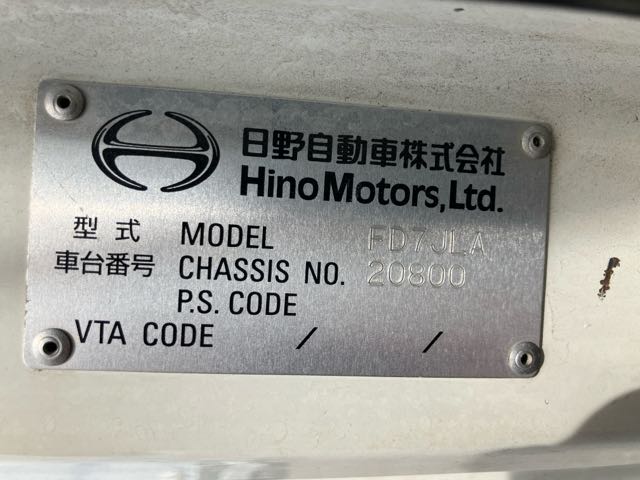 日野自動車株式会社
Hino Motors, Ltd.
型式 MODEL FD7JLA
車台番号 CHASSIS NO. 20800
P.S. CODE
VTA CODE / /